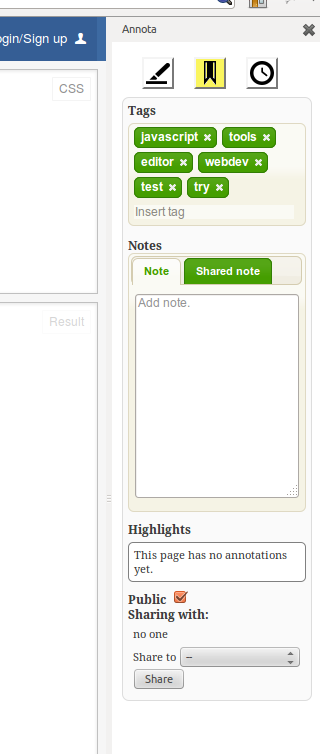 ogin/Sign up
Annota
CSS
Tags
javascript × tools ×
editor × webdev ×
test × try ×
Insert tag
Notes
Note Shared note
Add note.
Result
Highlights
This page has no annotations
yet.
Public
Sharing with:
no one
Share to --
Share